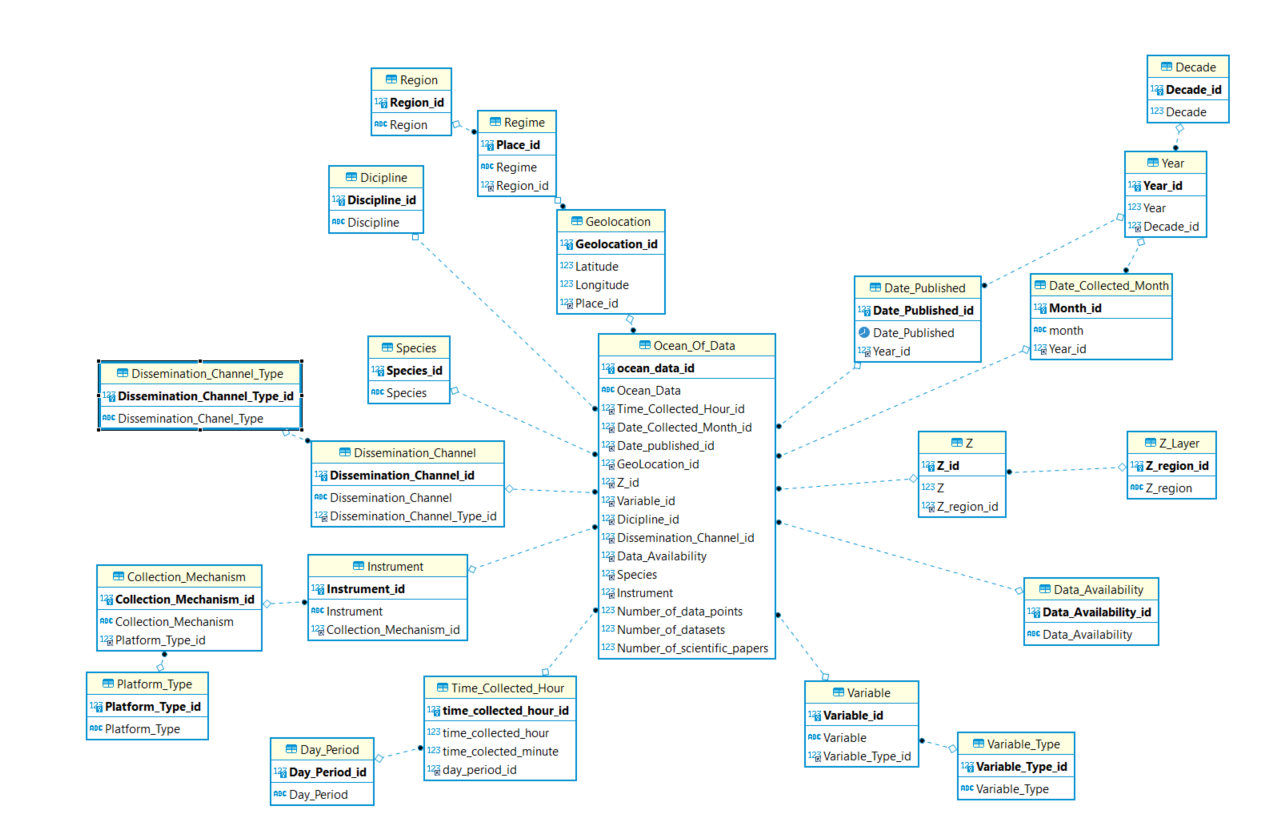 Decade
Decade_id
Decade
Region
Region_id
Region
Regime
Place_id
Regime
Region_id
Year
Year_id
Year
Decade_id
Dicipline
Discipline_id
Discipline
Geolocation
Geolocation_id
Latitude
Longitude
Place_id
Date_Published
Date_Published_id
Date_Published
Year_id
Date_Collected_Month
Month_id
month
Year_id
Species
Species_id
Species
Ocean_Of_Data
ocean_data_id
Ocean_Data
Time_Collected_Hour_id
Date_Collected_Month_id
Date_published_id
GeoLocation_id
Z_id
Variable_id
Dicipline_id
Dissemination_Channel_id
Data_Availability
Species
Instrument
Number_of_data_points
Number_of_datasets
Number_of_scientific_papers
Dissemination_Channel_Type
Dissemination_Channel_Type_id
Dissemination_Chanel_Type
Dissemination_Channel
Dissemination_Channel_id
Dissemination_Channel
Dissemination_Channel_Type_id
Z
Z_id
Z
Z_region_id
Z_Layer
Z_region_id
Z_region
Collection_Mechanism
Collection_Mechanism_id
Collection_Mechanism
Platform_Type_id
Instrument
Instrument_id
Instrument
Collection_Mechanism_id
Data_Availability
Data_Availability_id
Data_Availability
Platform_Type
Platform_Type_id
Platform_Type
Time_Collected_Hour
time_collected_hour_id
time_collected_hour
time_colected_minute
day_period_id
Day_Period
Day_Period_id
Day_Period
Variable
Variable_id
Variable
Variable_Type_id
Variable_Type
Variable_Type_id
Variable_Type